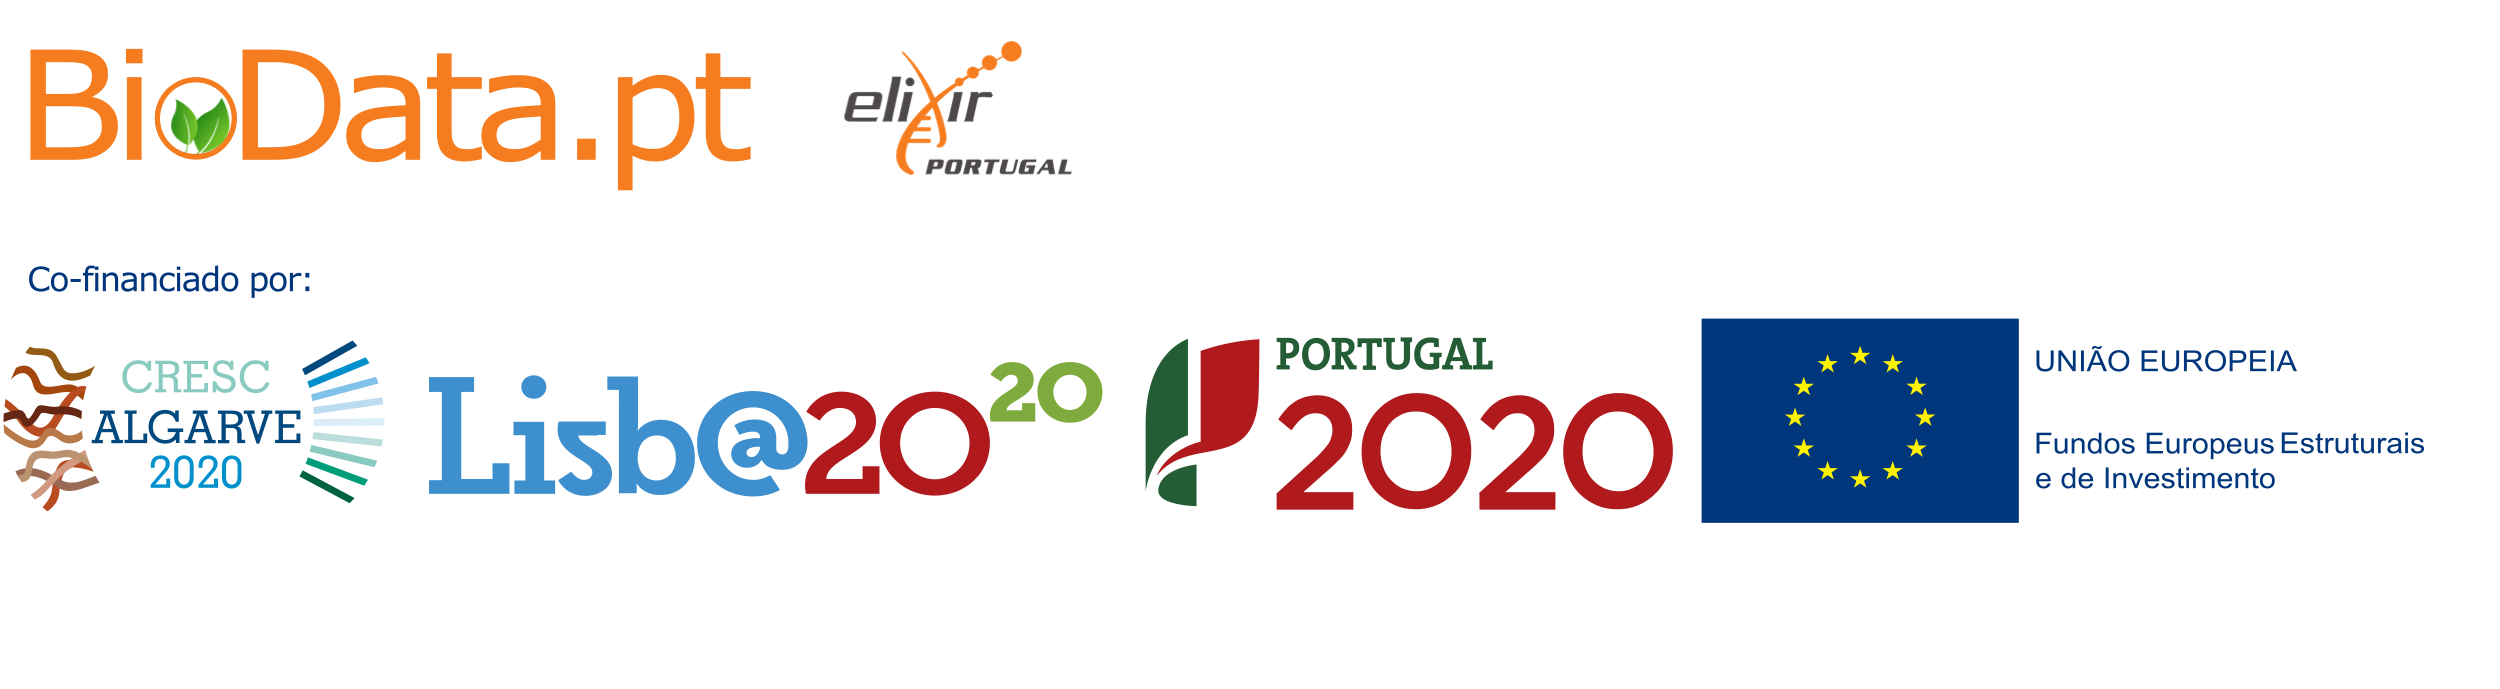 BioData.pt
elixir
PORTUGAL
Co-financiado por:
CRESC
ALGARVE
2020
Lisb@20²⁰
PORTUGAL
2020
UNIÃO EUROPEIA
Fundos Europeus Estruturais
e de Investimento